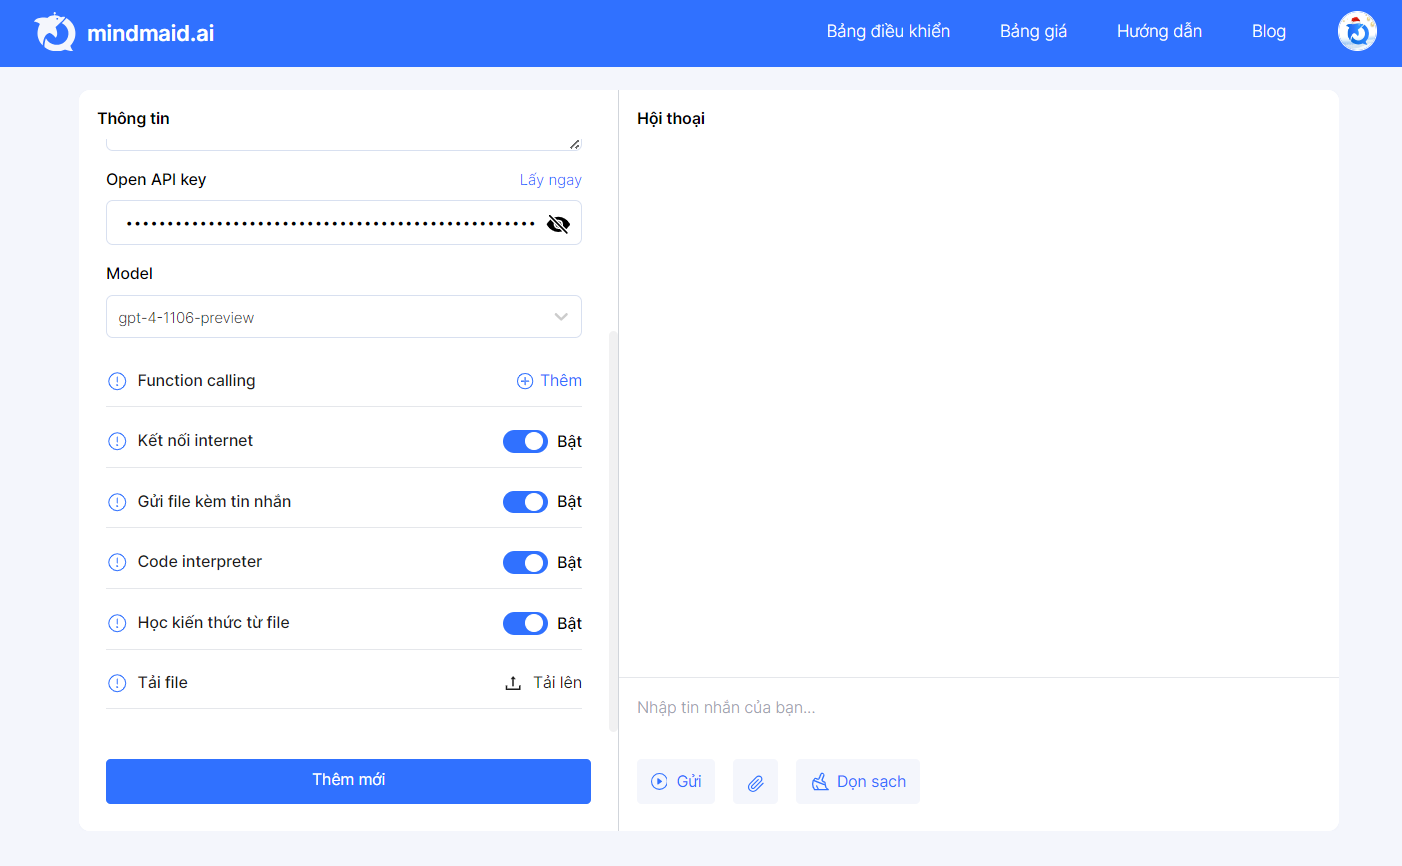 mindmaid.ai
Bảng điều khiển
Bảng giá
Hướng dẫn
Blog
Thông tin
Open API key
Lấy ngay
Model
gpt-4-1106-preview
Function calling
Thêm
Kết nối internet
Bật
Gửi file kèm tin nhắn
Bật
Code interpreter
Bật
Học kiến thức từ file
Bật
Tải file
Tải lên
Thêm mới
Hội thoại
Nhập tin nhắn của bạn...
Gửi
Dọn sạch